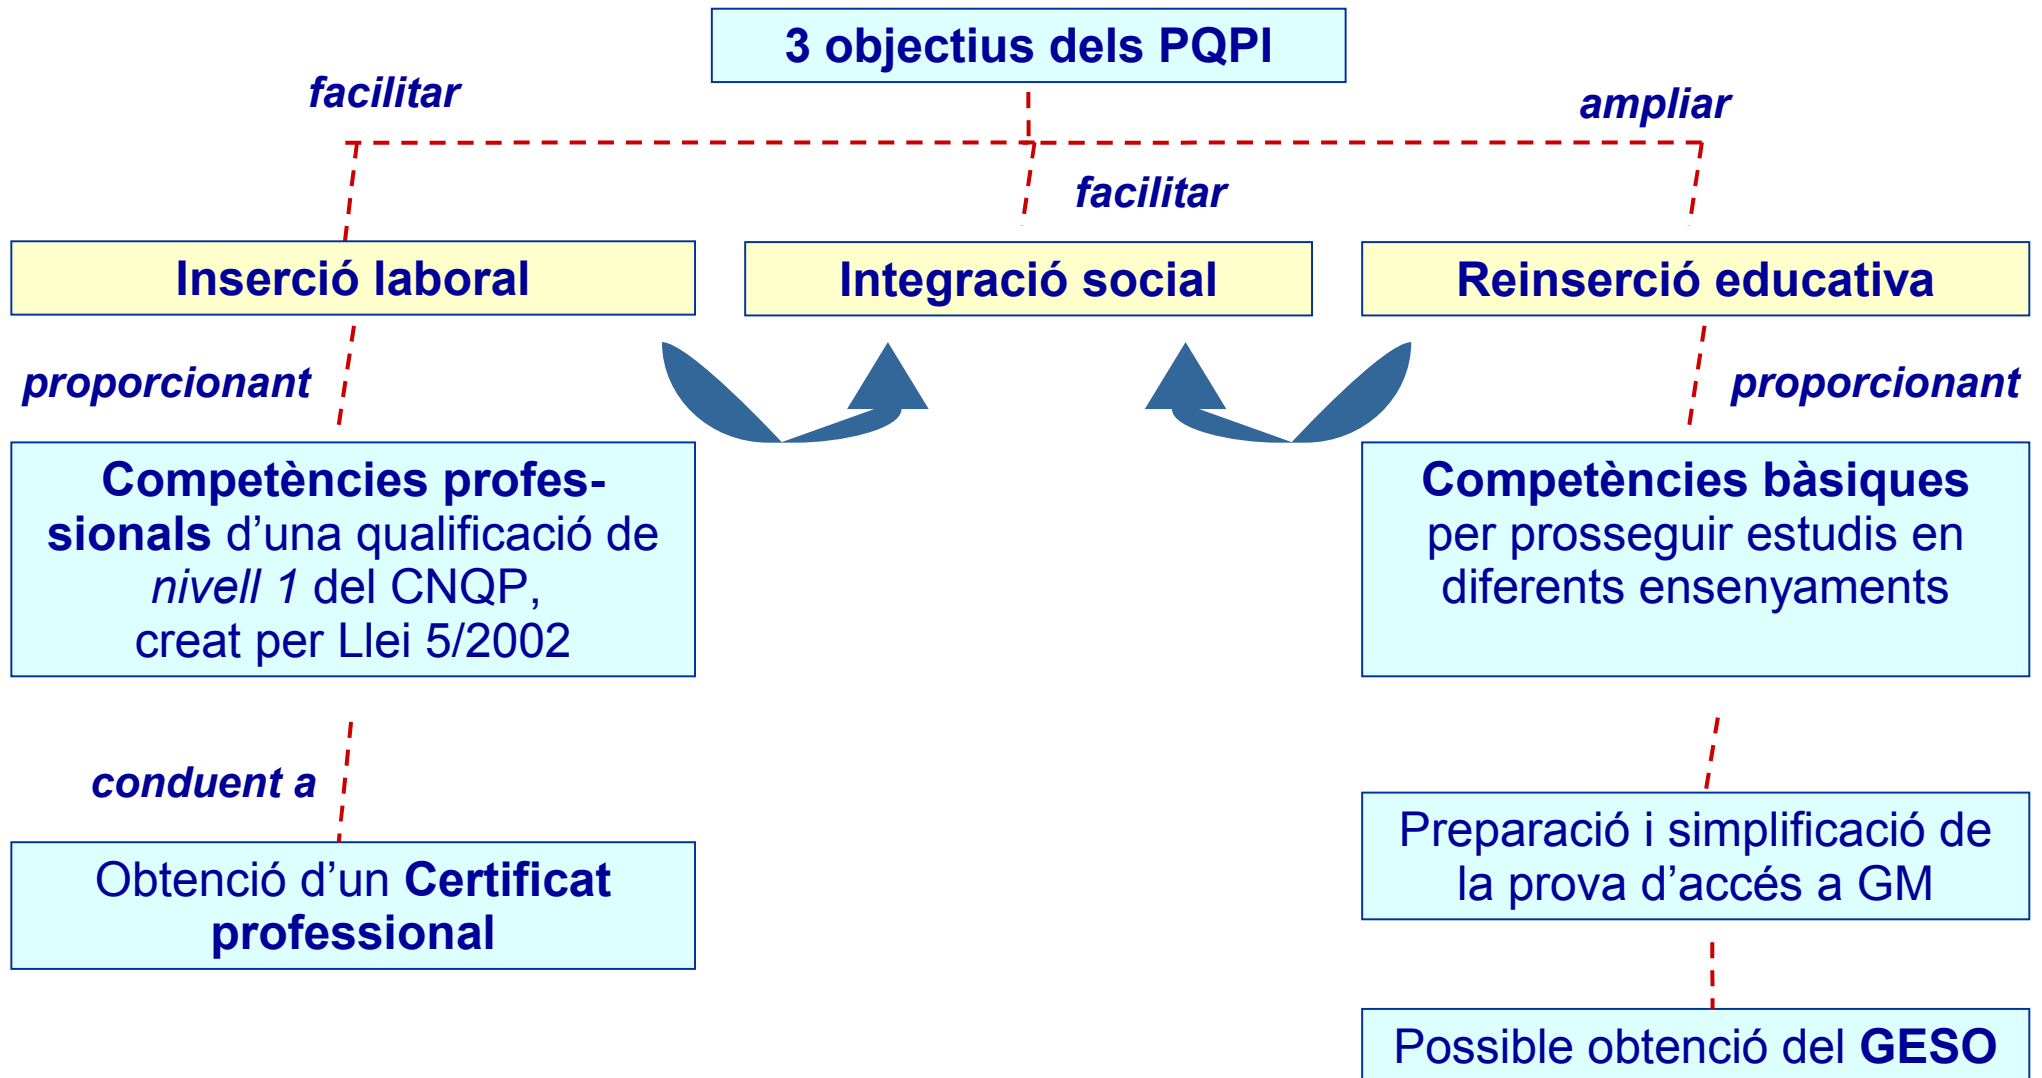 3 objectius dels PQPI
facilitar
ampliar
facilitar
Inserció laboral
Integració social
Reinserció educativa
proporcionant
proporcionant
Competències profes-
sionals d’una qualificació de
nivell 1 del CNQP,
creat per Llei 5/2002
Competències bàsiques
per prosseguir estudis en
diferents ensenyaments
conduent a
Obtenció d’un Certificat
professional
Preparació i simplificació de
la prova d’accés a GM
Possible obtenció del GESO